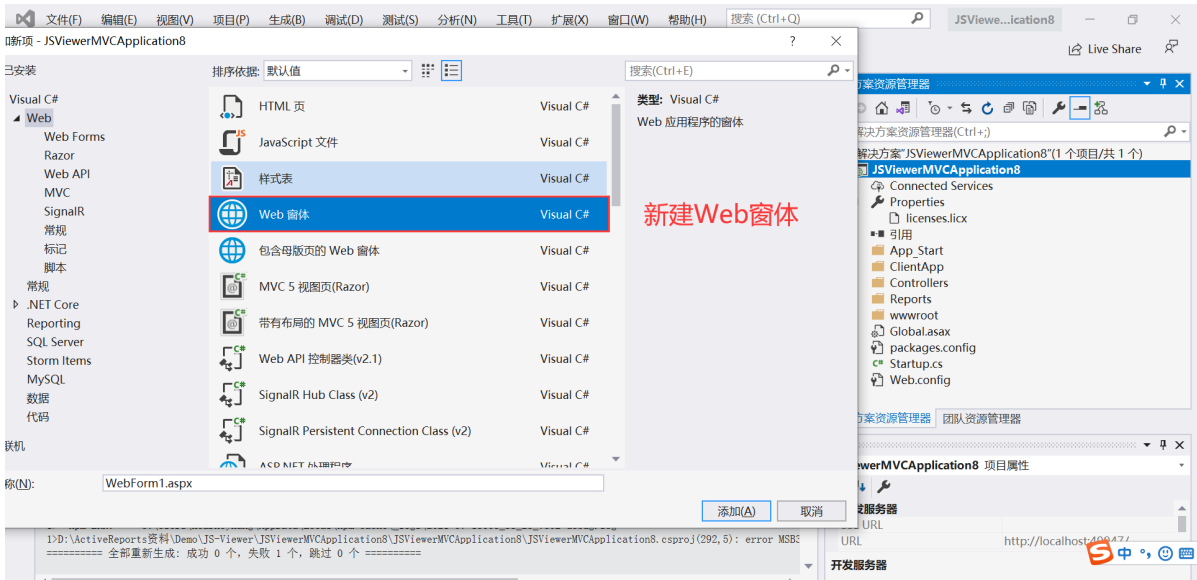 文件(F) 编辑(E) 视图(V) 项目(P) 生成(B) 调试(D) 测试(S) 分析(N) 工具(T) 扩展(X) 窗口(W) 帮助(H) 搜索 (Ctrl+Q) JSViewe...ication8
新项 - JSViewerMVCApplication8 ?
Live Share
已安装
排序依据: 默认值
搜索(Ctrl+E)
Visual C#
Web
Web Forms
Razor
Web API
MVC
SignalR
常规
标记
脚本
常规
.NET Core
Reporting
SQL Server
Storm Items
MySQL
数据
代码
联机
HTML 页 Visual C#
JavaScript 文件 Visual C#
样式表 Visual C#
Web 窗体 Visual C#
包含母版页的 Web 窗体 Visual C#
MVC 5 视图页(Razor) Visual C#
带有布局的 MVC 5 视图页(Razor) Visual C#
Web API 控制器类(v2.1) Visual C#
SignalR Hub Class (v2) Visual C#
SignalR Persistent Connection Class (v2) Visual C#
ASP.NET 处理程序 Visual C#
类型: Visual C#
Web 应用程序的窗体
新建Web窗体
称(N): WebForm1.aspx
添加(A) 取消
方案资源管理器
解决方案资源管理器(Ctrl+;)
解决方案"JSViewerMVCApplication8"(1 个项目/共 1 个)
JSViewerMVCApplication8
Connected Services
Properties
licenses.licx
引用
App_Start
ClientApp
Controllers
Reports
wwwroot
Global.asax
packages.config
Startup.cs
Web.config
方案资源管理器 团队资源管理器
ewerMVCApplication8 项目属性
发服务器
URL
URL http://localhost:
开发服务器
1>D:\ActiveReports资料\Demo\JS-Viewer\JSViewerMVCApplication8\JSViewerMVCApplication8\JSViewerMVCApplication8.csproj(292,5): error MSB3
========== 全部重新生成: 成功 0 个，失败 1 个，跳过 0 个 ==========
S 中